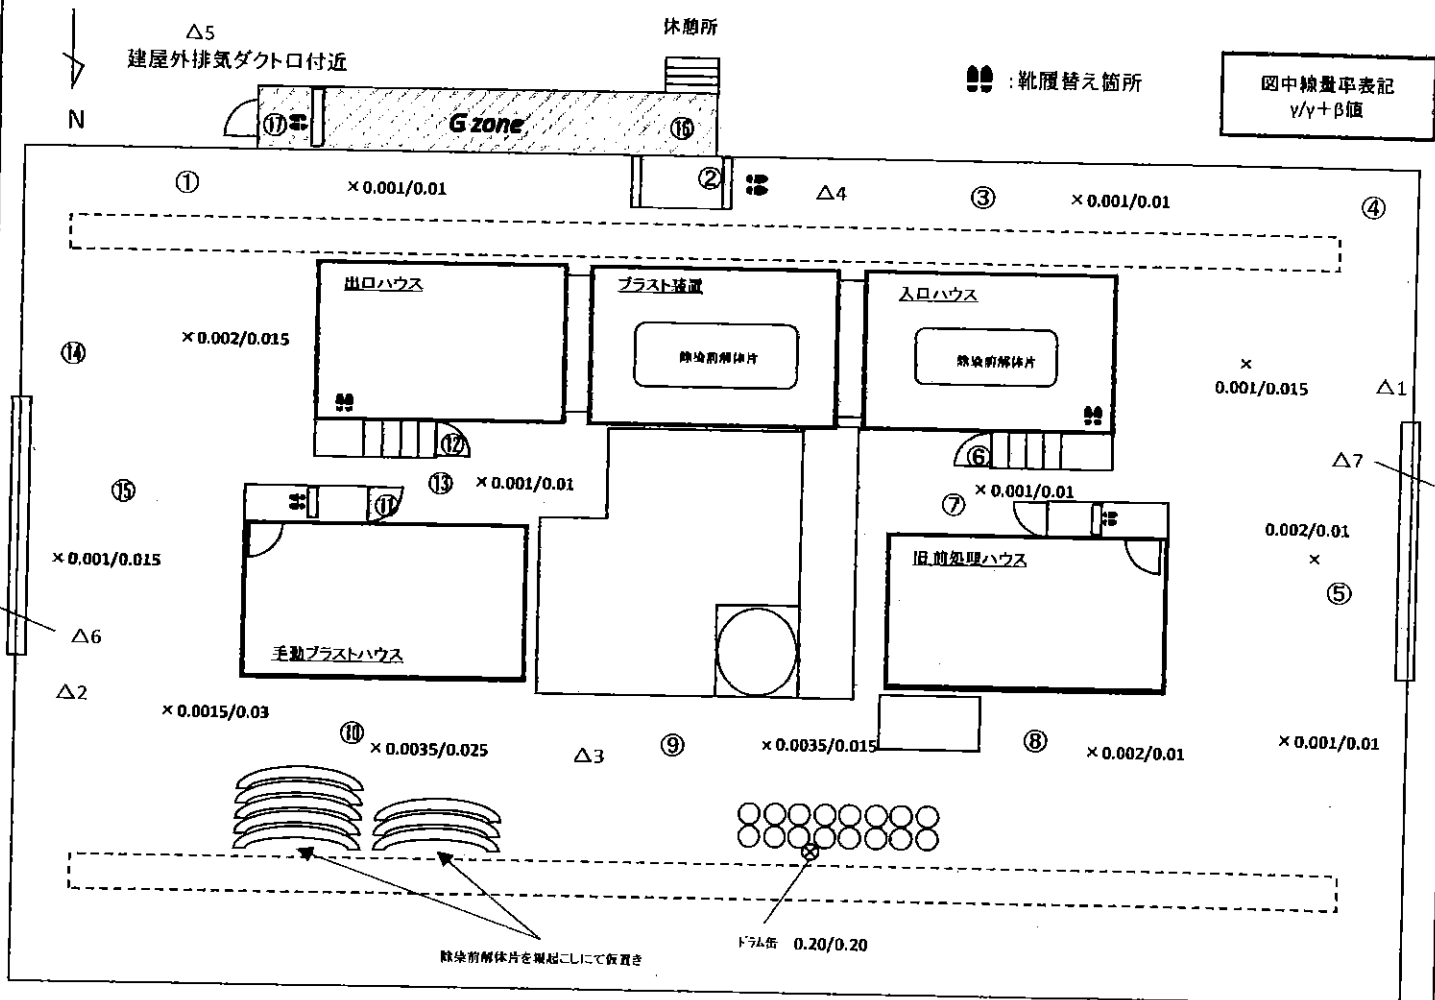 △5
建屋外排気ダクト口付近
休憩所
:靴履替え箇所
図中線量率表記
γ/γ+β値
N
⑰
G zone
⑯
①
×0.001/0.01
②
△4
③
×0.001/0.01
④
出口ハウス
ブラスト装置
入口ハウス
除染前解体片
除染前解体片
⑭
×0.002/0.015
×
0.001/0.015
△1
⑫
⑥
△7
⑮
⑬
×0.001/0.01
×0.001/0.01
⑪
⑦
0.002/0.01
×
×0.001/0.015
旧前処理ハウス
⑤
△6
手動ブラストハウス
△2
×0.0015/0.03
⑩
×0.0035/0.025
△3
⑨
×0.0035/0.015
⑧
×0.002/0.01
×0.001/0.01
ドラム缶 0.20/0.20
除染前解体片を縦起こしにて仮置き